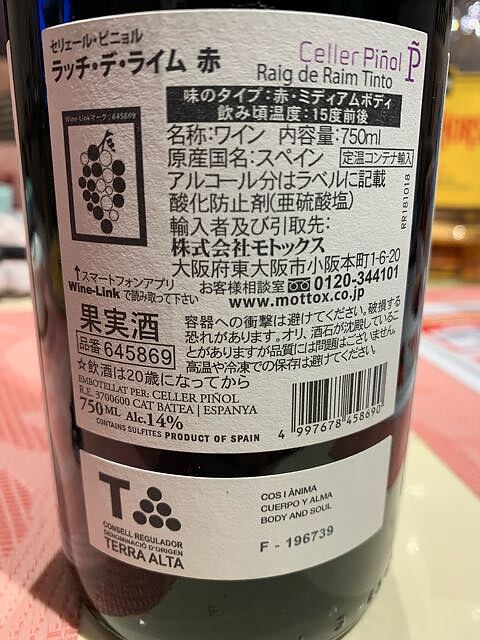 セリェール・ピニョル
ラッチ・デ・ライム 赤
Celler Piñol
Raig de Raim Tinto
Wine-Linkマーク:645869
味のタイプ:赤・ミディアムボディ
飲み頃温度:15度前後
名称:ワイン 内容量:750ml
原産国名:スペイン 定温コンテナ輸入
アルコール分はラベルに記載
酸化防止剤(亜硫酸塩)
輸入者及び引取先:
株式会社モトックス
大阪府東大阪市小阪本町1-6-20
お客様相談室 0120-344101
www.mottox.co.jp
RR181018
↑スマートフォンアプリ
Wine-Link で読み取って下さい
果実酒
品番 645869
容器への衝撃は避けてください。破損する
恐れがあります。オリ、酒石が沈殿しているこ
とがありますが品質には問題はございません。
高温や冷凍での保存は避けてください。
☆飲酒は20歳になってから
EMBOTELLAT PER: CELLER PIÑOL
R.E. 3700600 CAT BATEA | ESPANYA
750 ML Alc.14%
CONTAINS SULFITES PRODUCT OF SPAIN
4 997678 458690
T
CONSELL REGULADOR
DENOMINACIÓ D'ORIGEN
TERRA ALTA
COS I ÀNIMA
CUERPO Y ALMA
BODY AND SOUL
F - 196739